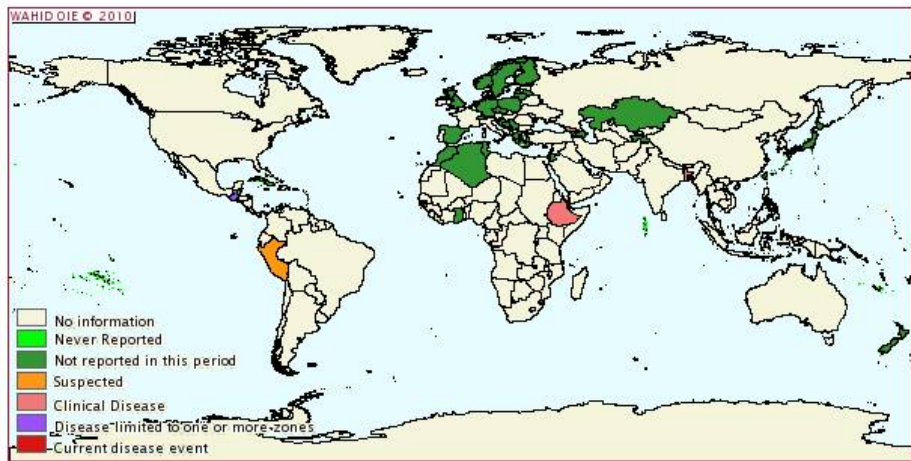 WAHID OIE © 2010
No information
Never Reported
Not reported in this period
Suspected
Clinical Disease
Disease limited to one or more zones
Current disease event